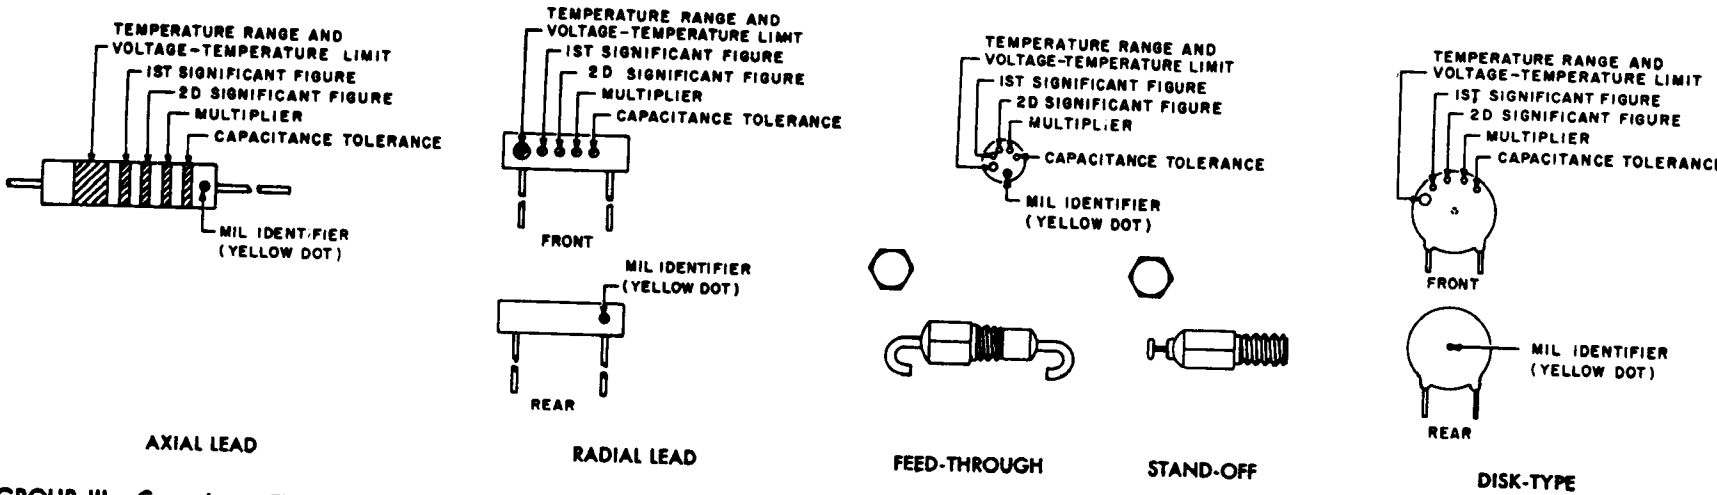 TEMPERATURE RANGE AND
VOLTAGE-TEMPERATURE LIMIT
1ST SIGNIFICANT FIGURE
2D SIGNIFICANT FIGURE
MULTIPLIER
CAPACITANCE TOLERANCE
MIL IDENTIFIER
(YELLOW DOT)
AXIAL LEAD
TEMPERATURE RANGE AND
VOLTAGE-TEMPERATURE LIMIT
1ST SIGNIFICANT FIGURE
2D SIGNIFICANT FIGURE
MULTIPLIER
CAPACITANCE TOLERANCE
FRONT
MIL IDENTIFIER
(YELLOW DOT)
REAR
RADIAL LEAD
TEMPERATURE RANGE AND
VOLTAGE-TEMPERATURE LIMIT
1ST SIGNIFICANT FIGURE
2D SIGNIFICANT FIGURE
MULTIPLIER
CAPACITANCE TOLERANCE
MIL IDENTIFIER
(YELLOW DOT)
FEED-THROUGH
STAND-OFF
TEMPERATURE RANGE AND
VOLTAGE-TEMPERATURE LIMIT
1ST SIGNIFICANT FIGURE
2D SIGNIFICANT FIGURE
MULTIPLIER
CAPACITANCE TOLERANCE
FRONT
MIL IDENTIFIER
(YELLOW DOT)
REAR
DISK-TYPE